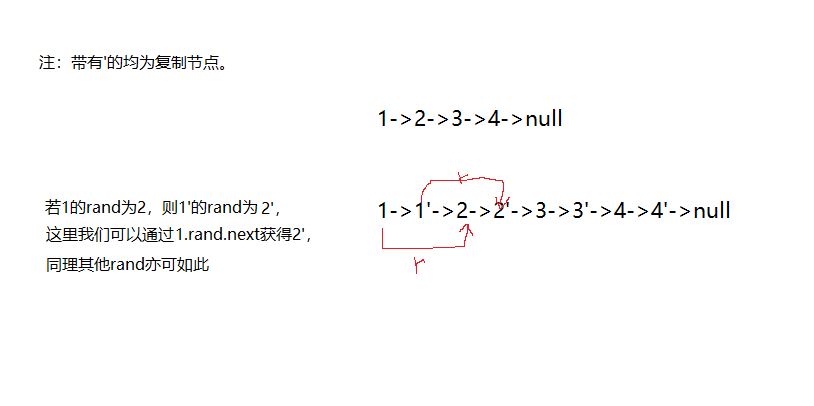 注：带有'的均为复制节点。
1->2->3->4->null
若1的rand为2，则1'的rand为 2'，
这里我们可以通过1.rand.next获得2'，
同理其他rand亦可如此
r
1->1'->2->2'->3->3'->4->4'->null
r